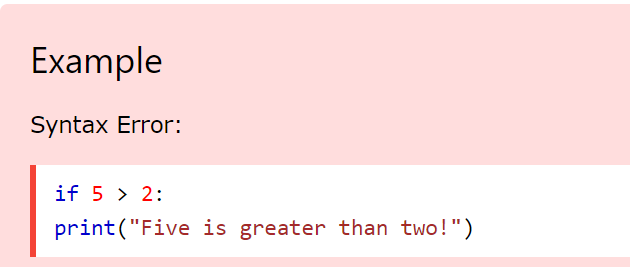 Example
Syntax Error:
if 5 > 2:
print("Five is greater than two!")